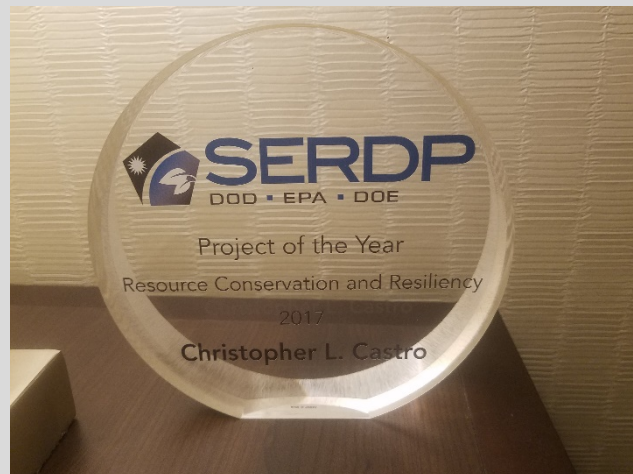 SERDP
DOD ▪ EPA ▪ DOE
Project of the Year
Resource Conservation and Resiliency
2017
Christopher L. Castro